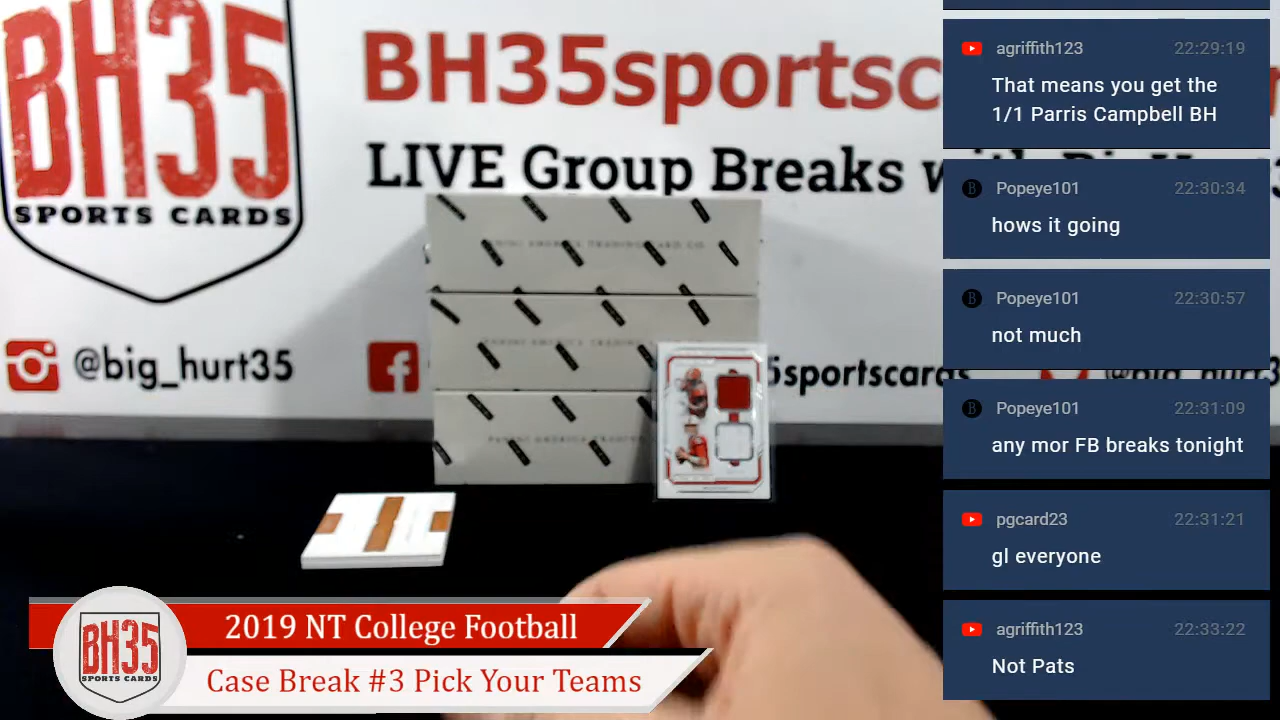 BH35
SPORTS CARDS
BH35sportsc
LIVE Group Breaks with
@big_hurt35
5sportscards
@big_hurt3
agriffith123 22:29:19
That means you get the
1/1 Parris Campbell BH
Popeye101 22:30:34
hows it going
Popeye101 22:30:57
not much
Popeye101 22:31:09
any mor FB breaks tonight
pgcard23 22:31:21
gl everyone
agriffith123 22:33:22
Not Pats
BH35
SPORTS CARDS
2019 NT College Football
Case Break #3 Pick Your Teams